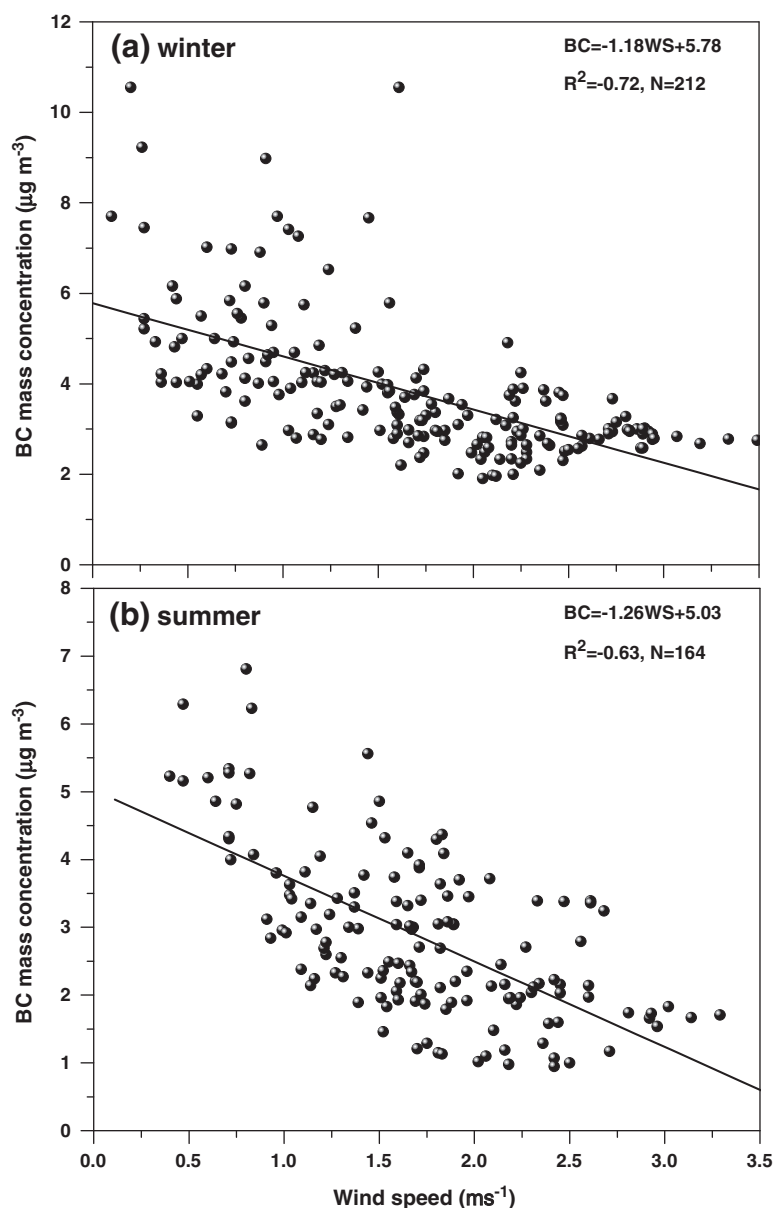 (a) winter
BC=-1.18WS+5.78
R²=-0.72, N=212
12
10
8
6
4
2
0
BC mass concentration (μg m⁻³)
(b) summer
BC=-1.26WS+5.03
R²=-0.63, N=164
8
7
6
5
4
3
2
1
0
BC mass concentration (μg m⁻³)
0.0 0.5 1.0 1.5 2.0 2.5 3.0 3.5
Wind speed (ms⁻¹)